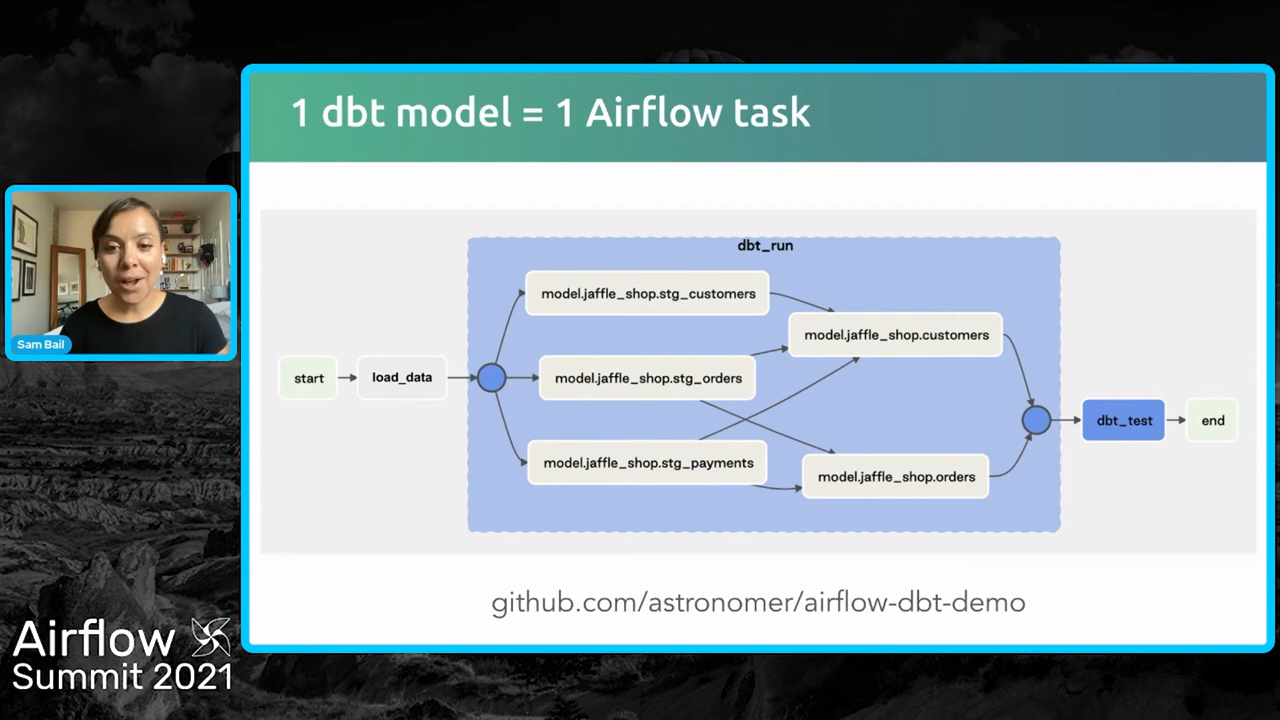 1 dbt model = 1 Airflow task
dbt_run
model.jaffle_shop.stg_customers
model.jaffle_shop.customers
start
load_data
model.jaffle_shop.stg_orders
dbt_test
end
model.jaffle_shop.stg_payments
model.jaffle_shop.orders
github.com/astronomer/airflow-dbt-demo
Sam Bail
Airflow
Summit 2021